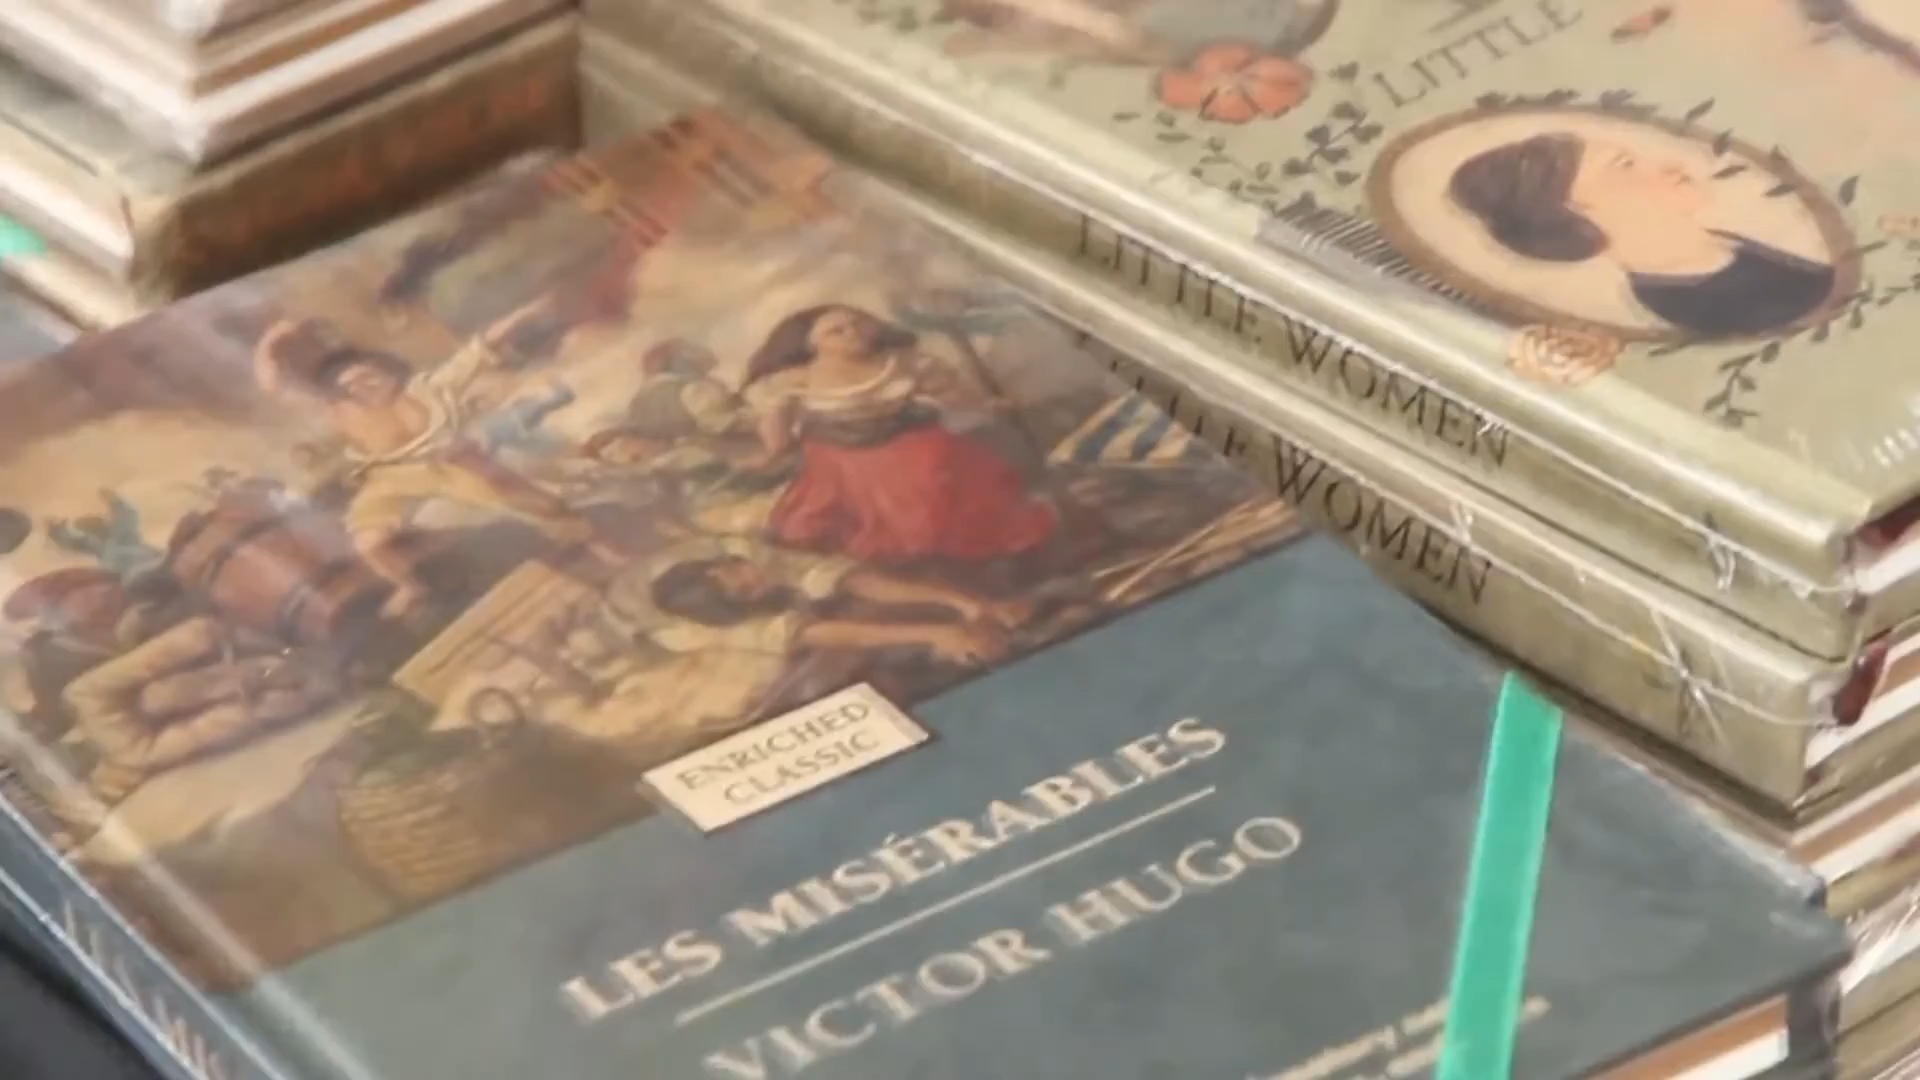 LITTLE
LITTLE WOMEN
LITTLE WOMEN
ENRICHED
CLASSIC
LES MISÉRABLES
VICTOR HUGO